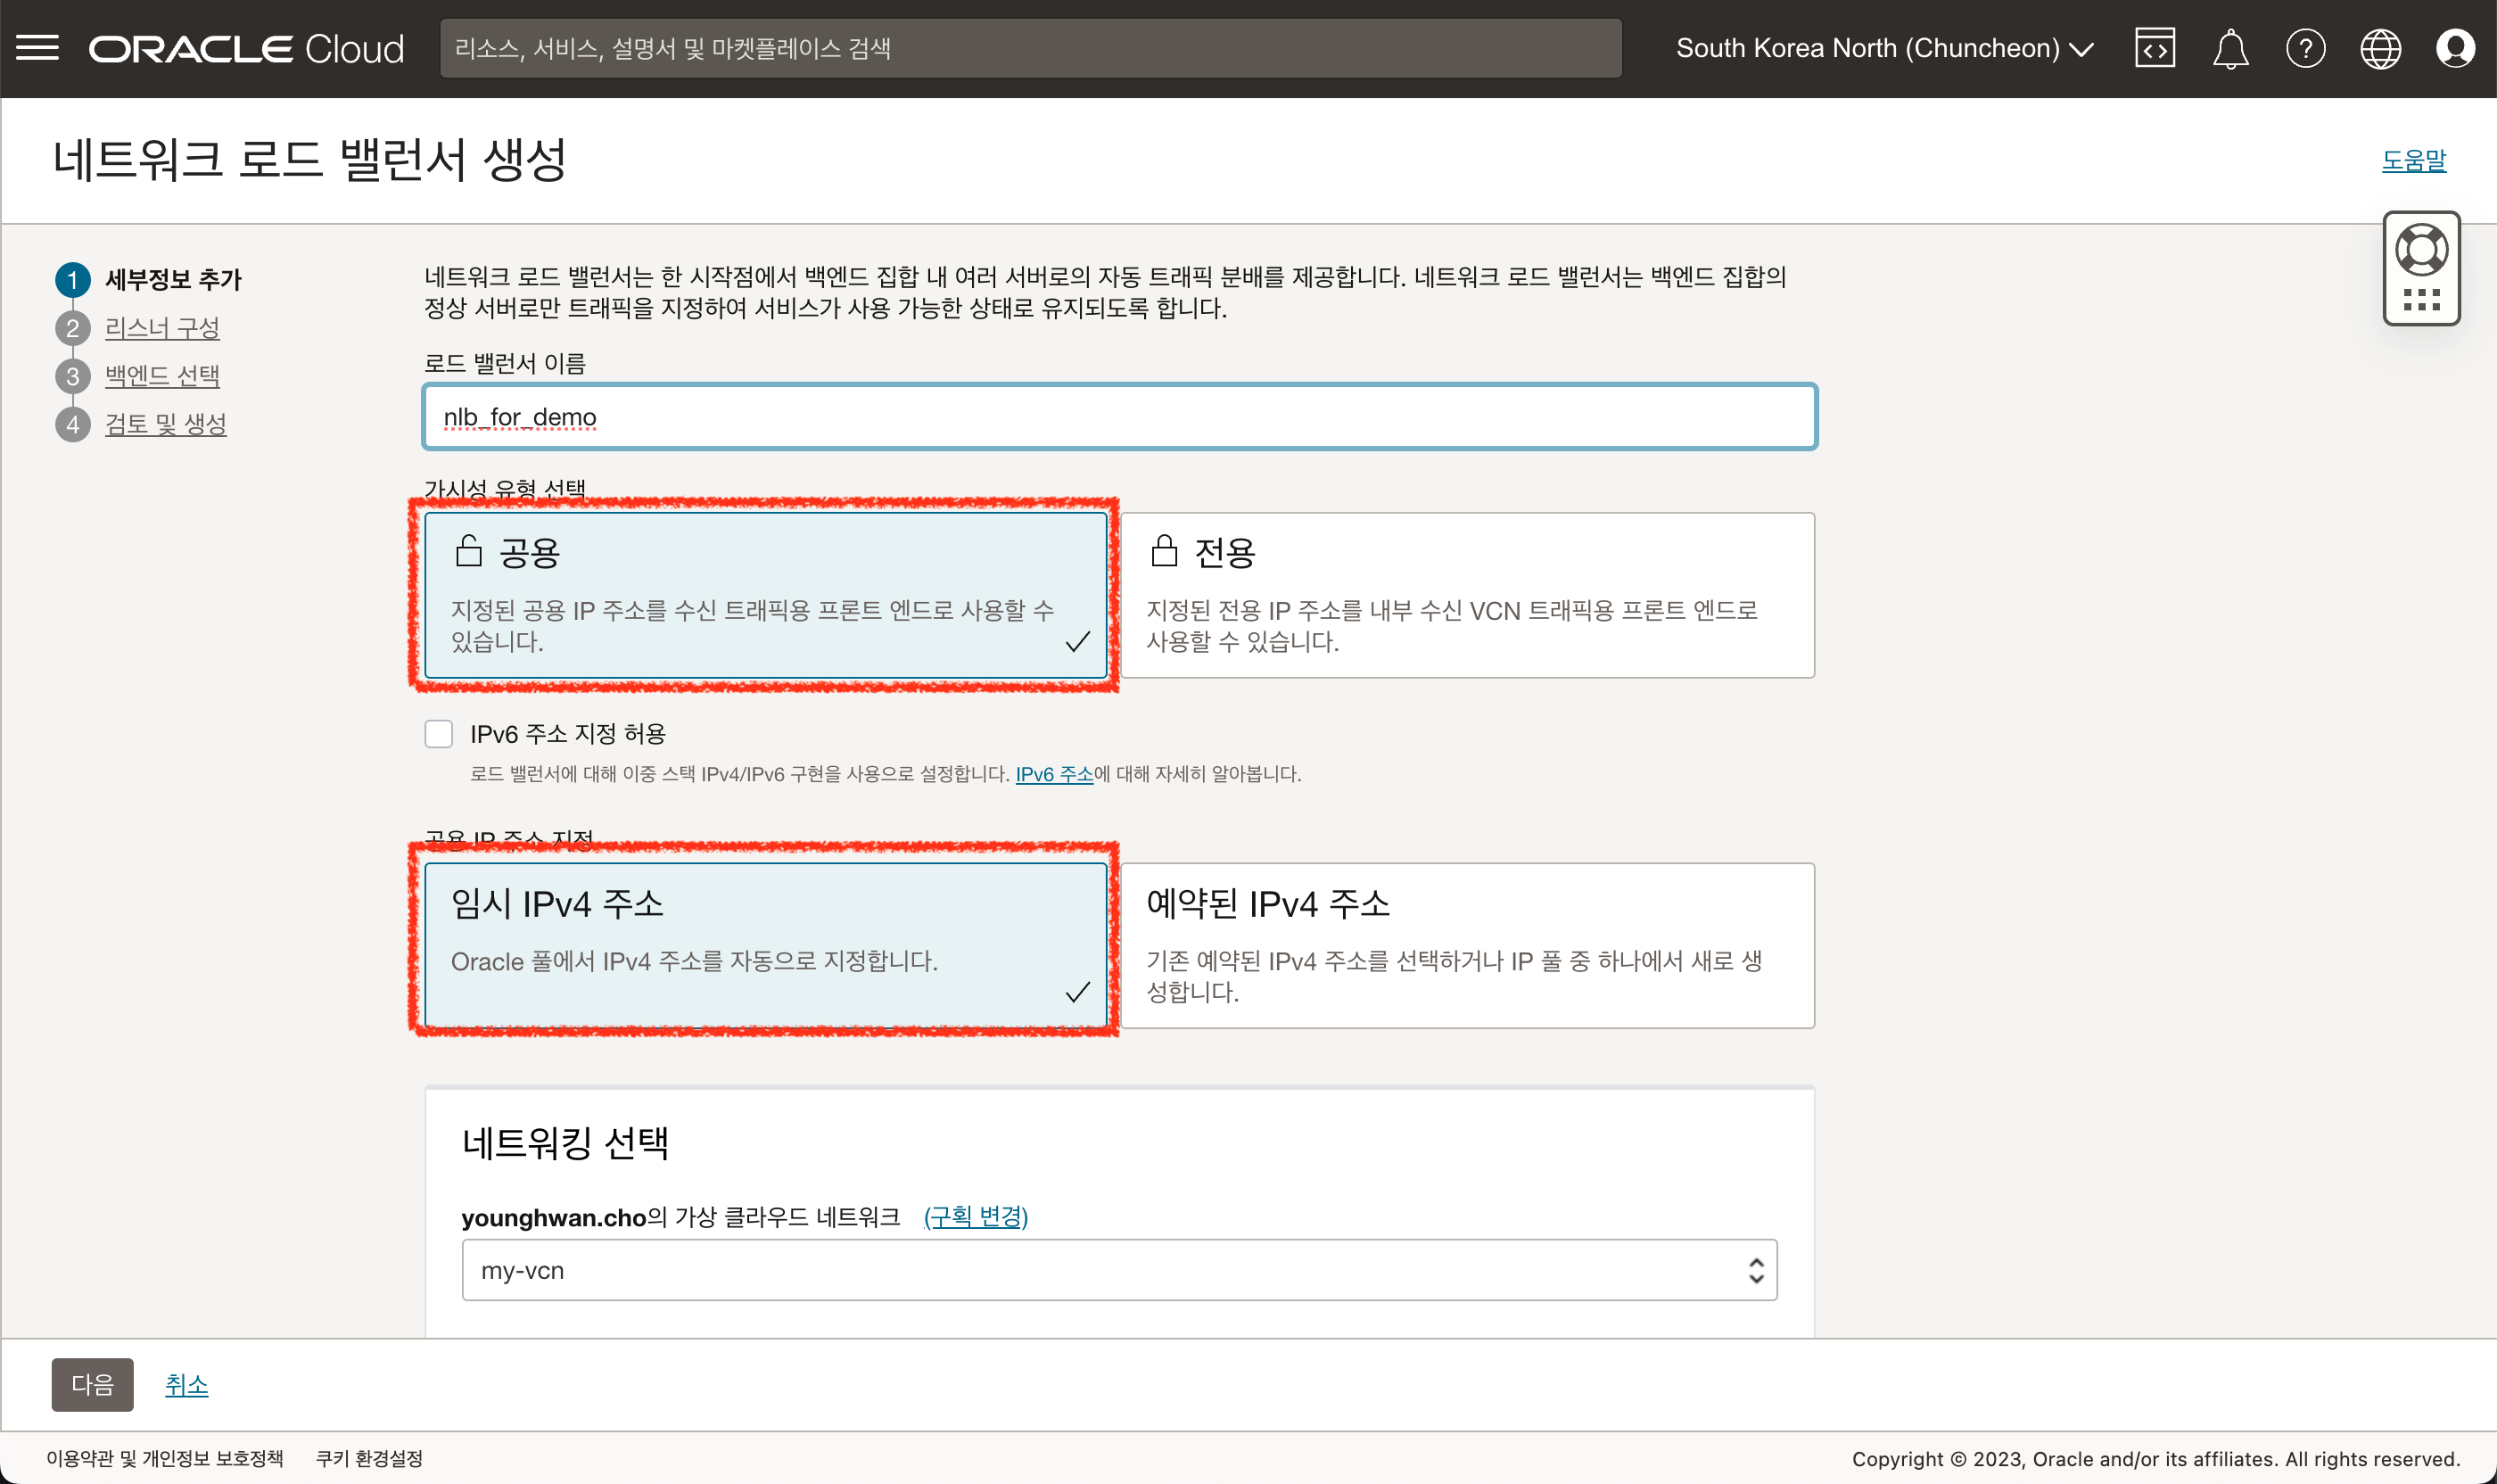 ORACLE Cloud
리소스, 서비스, 설명서 및 마켓플레이스 검색
South Korea North (Chuncheon)
네트워크 로드 밸런서 생성
도움말
1 세부정보 추가
2 리스너 구성
3 백엔드 선택
4 검토 및 생성
네트워크 로드 밸런서는 한 시작점에서 백엔드 집합 내 여러 서버로의 자동 트래픽 분배를 제공합니다. 네트워크 로드 밸런서는 백엔드 집합의
정상 서버로만 트래픽을 지정하여 서비스가 사용 가능한 상태로 유지되도록 합니다.
로드 밸런서 이름
nlb_for_demo
가시성 유형 선택
공용
지정된 공용 IP 주소를 수신 트래픽용 프론트 엔드로 사용할 수
있습니다.
전용
지정된 전용 IP 주소를 내부 수신 VCN 트래픽용 프론트 엔드로
사용할 수 있습니다.
IPv6 주소 지정 허용
로드 밸런서에 대해 이중 스택 IPv4/IPv6 구현을 사용으로 설정합니다. IPv6 주소에 대해 자세히 알아봅니다.
공용 IP 주소 지정
임시 IPv4 주소
Oracle 풀에서 IPv4 주소를 자동으로 지정합니다.
예약된 IPv4 주소
기존 예약된 IPv4 주소를 선택하거나 IP 풀 중 하나에서 새로 생
성합니다.
네트워킹 선택
younghwan.cho의 가상 클라우드 네트워크 (구획 변경)
my-vcn
다음
취소
이용약관 및 개인정보 보호정책
쿠키 환경설정
Copyright © 2023, Oracle and/or its affiliates. All rights reserved.